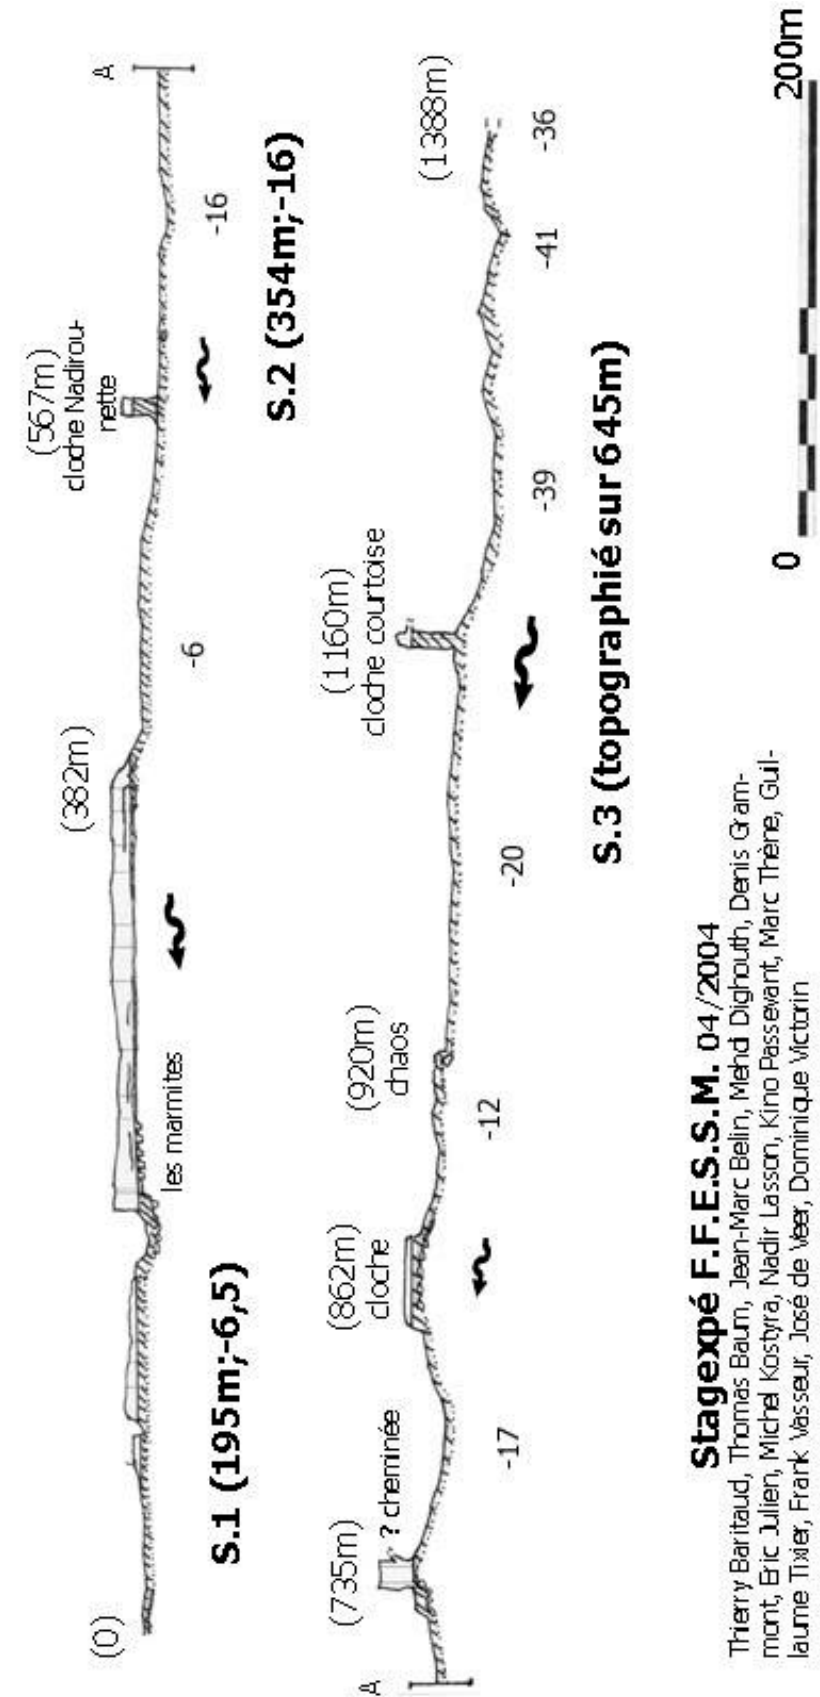 A
(567m)
cloche Nadirou-
nette
(382m)
(0)
-16
-6
les marmites
S.2 (354m;-16)
S.1 (195m;-6,5)
(1388m)
(1160m)
cloche courtoise
(920m)
chaos
(862m)
cloche
(735m)
? cheminée
A
-36
-41
-39
-20
-12
-17
S.3 (topographié sur 645m)
0
200m
Stagexpé F.F.E.S.S.M. 04/2004
Thierry Baritaud, Thomas Baum, Jean-Marc Belin, Mehdi Dighouth, Denis Gram-
mont, Eric Julien, Michel Kostyra, Nadir Lasson, Kino Passevant, Marc Thène, Guil-
laume Tixier, Frank Vasseur, José de Veer, Dominique Victorin